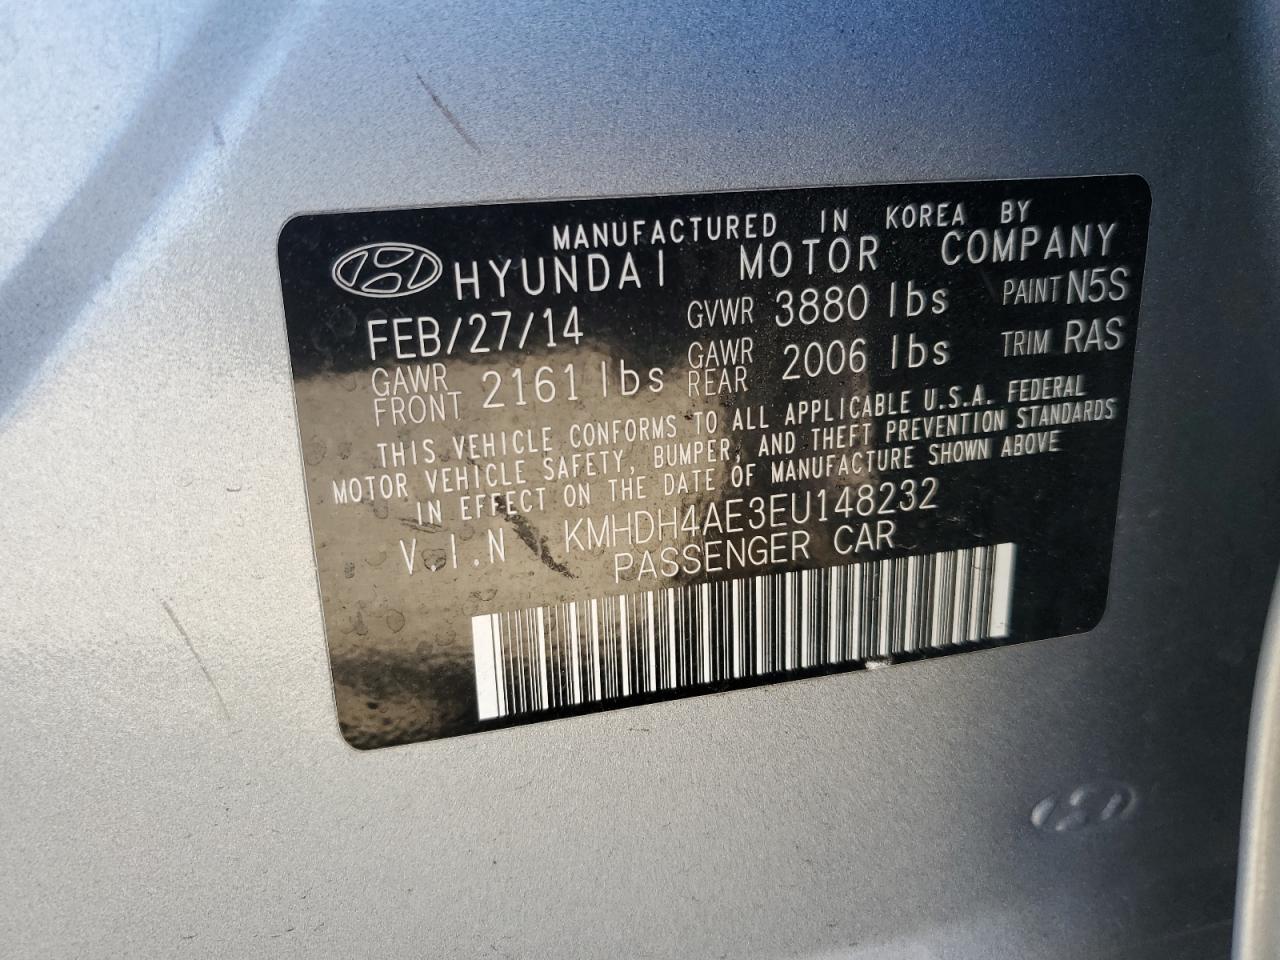 MANUFACTURED IN KOREA BY
HYUNDAI MOTOR COMPANY
FEB/27/14 GVWR 3880 lbs PAINT N5S
GAWR FRONT 2161 lbs GAWR REAR 2006 lbs TRIM RAS
THIS VEHICLE CONFORMS TO ALL APPLICABLE U.S.A. FEDERAL
MOTOR VEHICLE SAFETY, BUMPER, AND THEFT PREVENTION STANDARDS
IN EFFECT ON THE DATE OF MANUFACTURE SHOWN ABOVE
V.I.N KMHDH4AE3EU148232
PASSENGER CAR